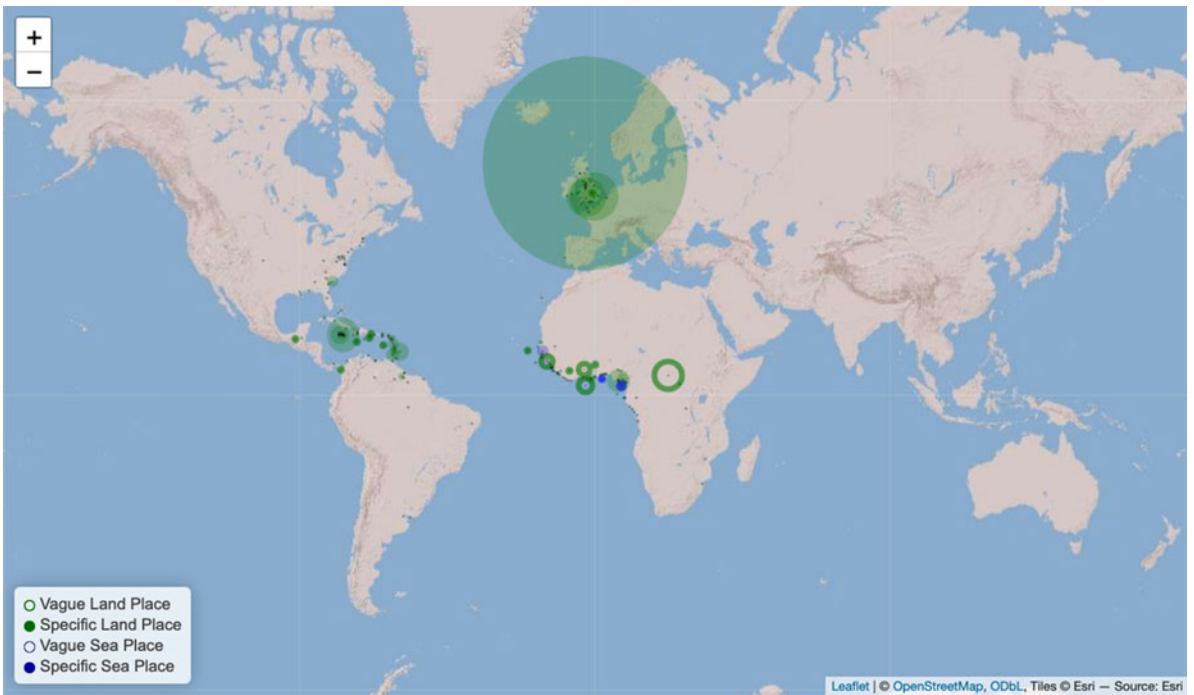 +
−
Vague Land Place
Specific Land Place
Vague Sea Place
Specific Sea Place
Leaflet | © OpenStreetMap, ODbL, Tiles © Esri — Source: Esri